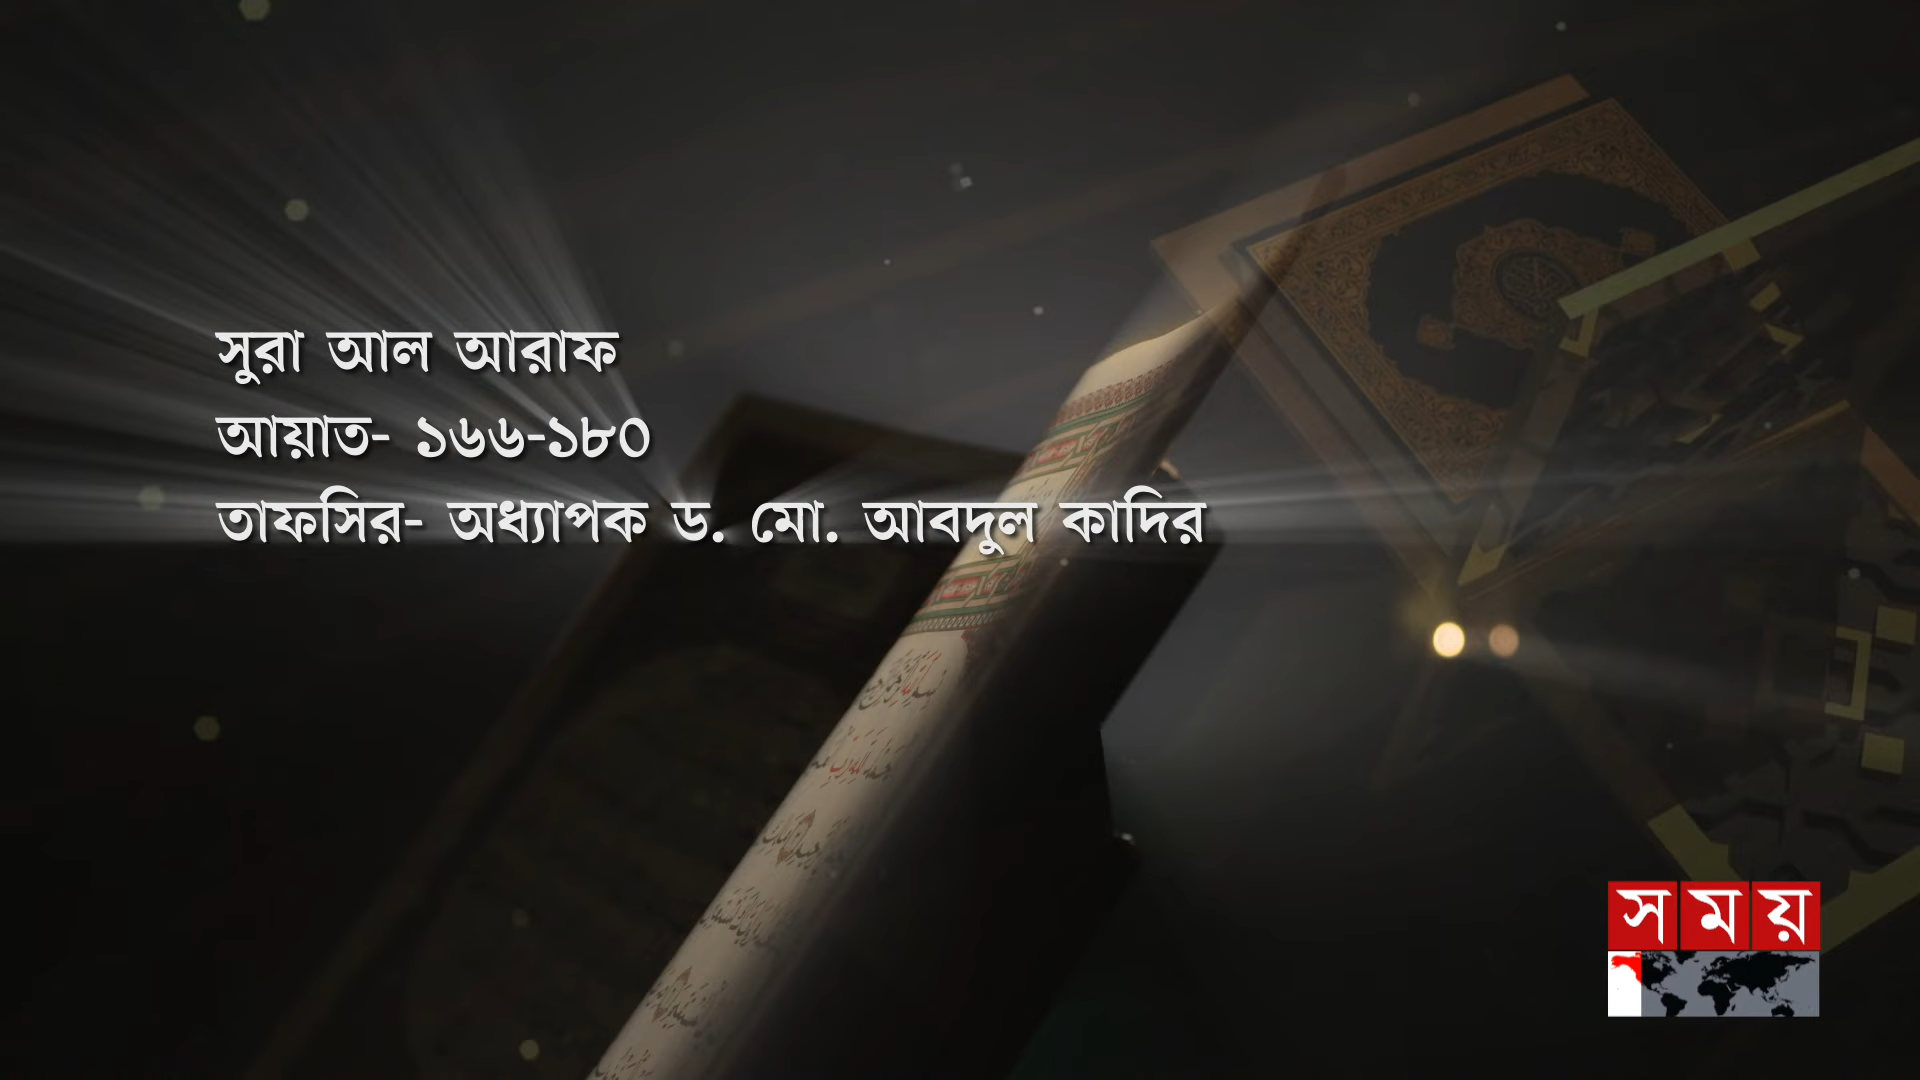 সুরা আল আরাফ
আয়াত- ১৬৬-১৮০
তাফসির- অধ্যাপক ড. মো. আবদুল কাদির
সময়